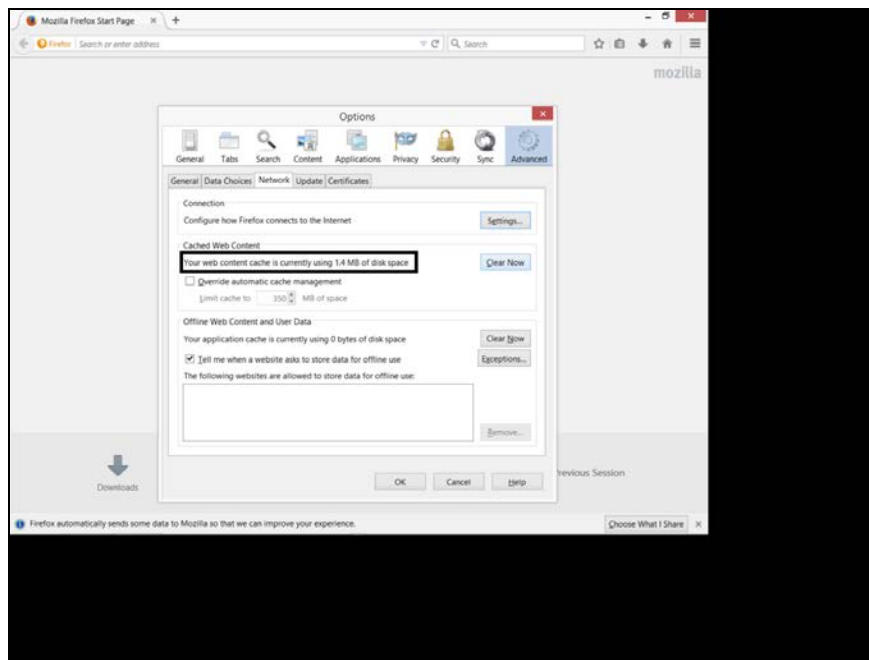 Mozilla Firefox Start Page × +
Firefox Search or enter address Search
mozilla
Options
General Tabs Search Content Applications Privacy Security Sync Advanced
General Data Choices Network Update Certificates
Connection
Configure how Firefox connects to the Internet Settings...
Cached Web Content
Your web content cache is currently using 1.4 MB of disk space Clear Now
Override automatic cache management
Limit cache to 350 MB of space
Offline Web Content and User Data
Your application cache is currently using 0 bytes of disk space Clear Now
Tell me when a website asks to store data for offline use Exceptions...
The following websites are allowed to store data for offline use:
Remove...
OK Cancel Help
Downloads
Previous Session
Firefox automatically sends some data to Mozilla so that we can improve your experience. Choose What I Share ×